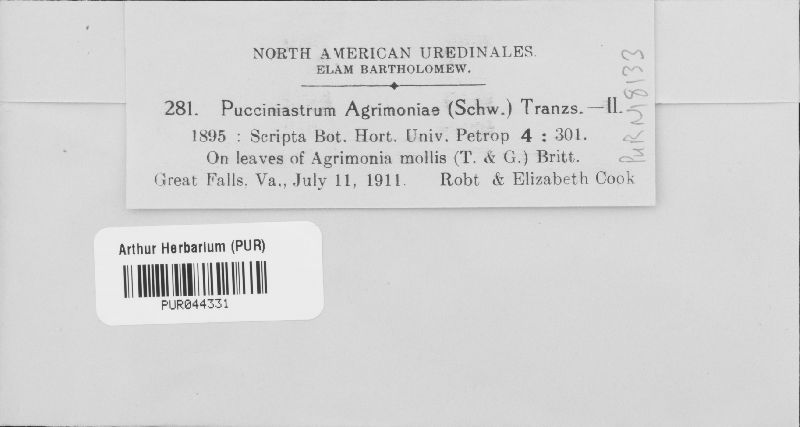 NORTH AMERICAN UREDINALES.
ELAM BARTHOLOMEW.
281. Pucciniastrum Agrimoniae (Schw.) Tranzs.—II.
1895 : Scripta Bot. Hort. Univ. Petrop 4 : 301.
On leaves of Agrimonia mollis (T. & G.) Britt.
Great Falls. Va., July 11, 1911. Robt & Elizabeth Cook
PUR N18133
Arthur Herbarium (PUR)
PUR044331